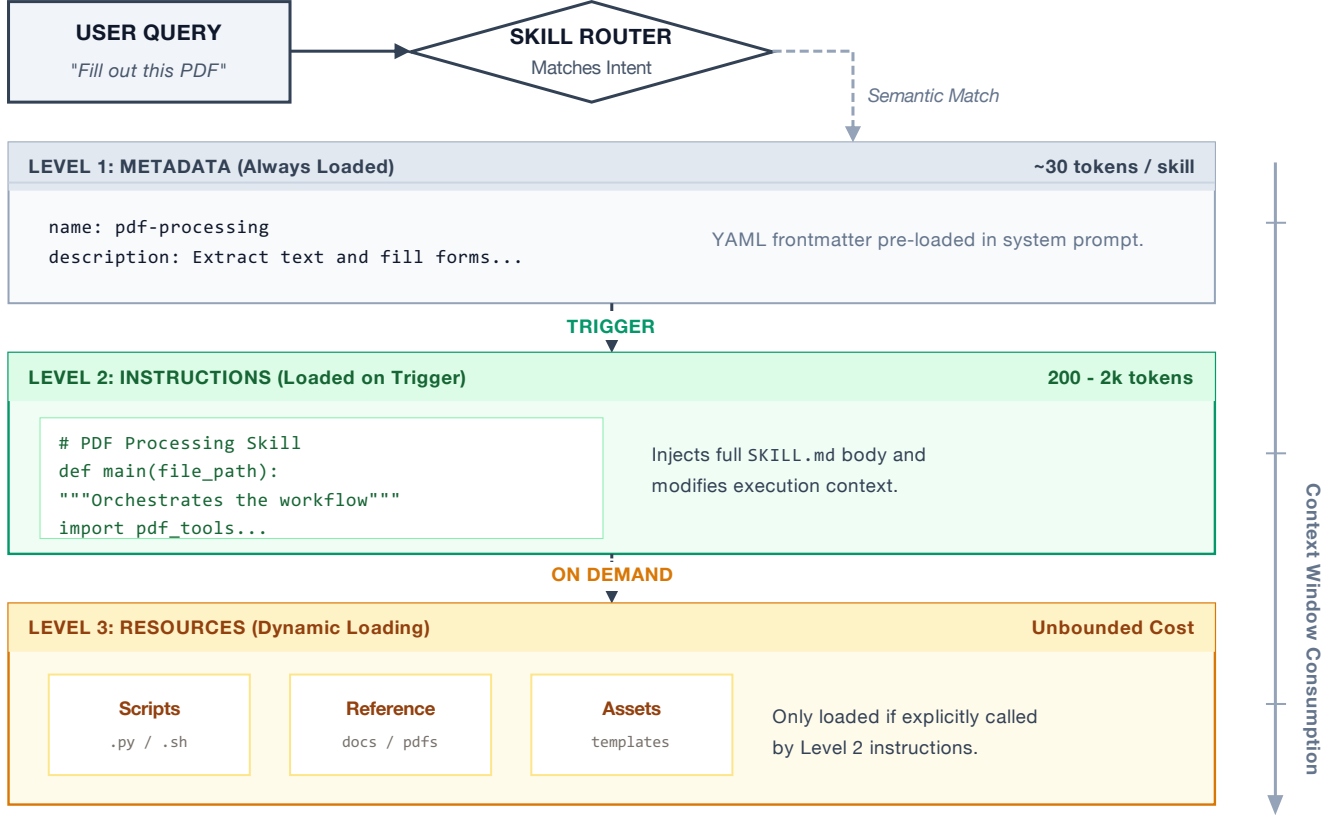 USER QUERY
"Fill out this PDF"
SKILL ROUTER
Matches Intent
Semantic Match
LEVEL 1: METADATA (Always Loaded)
~30 tokens / skill
name: pdf-processing
description: Extract text and fill forms...
YAML frontmatter pre-loaded in system prompt.
TRIGGER
LEVEL 2: INSTRUCTIONS (Loaded on Trigger)
200 - 2k tokens
# PDF Processing Skill
def main(file_path):
"""Orchestrates the workflow"""
import pdf_tools...
Injects full SKILL.md body and
modifies execution context.
ON DEMAND
LEVEL 3: RESOURCES (Dynamic Loading)
Unbounded Cost
Scripts
.py / .sh
Reference
docs / pdfs
Assets
templates
Only loaded if explicitly called
by Level 2 instructions.
Context Window Consumption